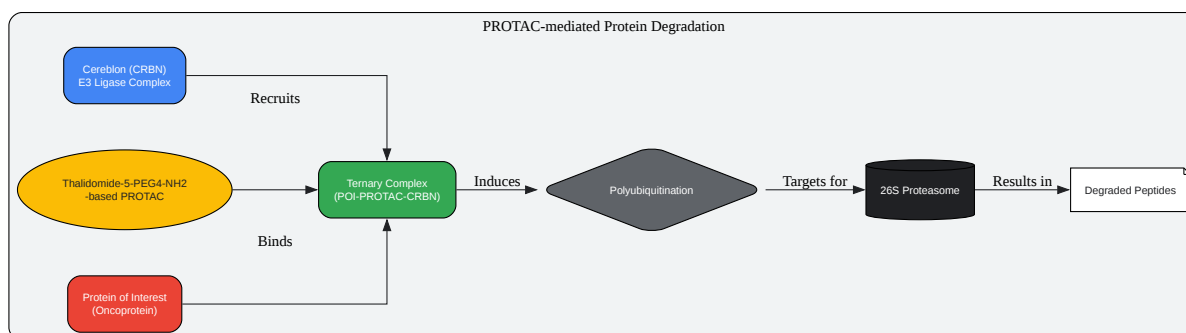 PROTAC-mediated Protein Degradation
Cereblon (CRBN)
E3 Ligase Complex
Recruits
Thalidomide-5-PEG4-NH2
-based PROTAC
Ternary Complex
(POI-PROTAC-CRBN)
Induces
Polyubiquitination
Targets for
26S Proteasome
Results in
Degraded Peptides
Binds
Protein of Interest
(Oncoprotein)